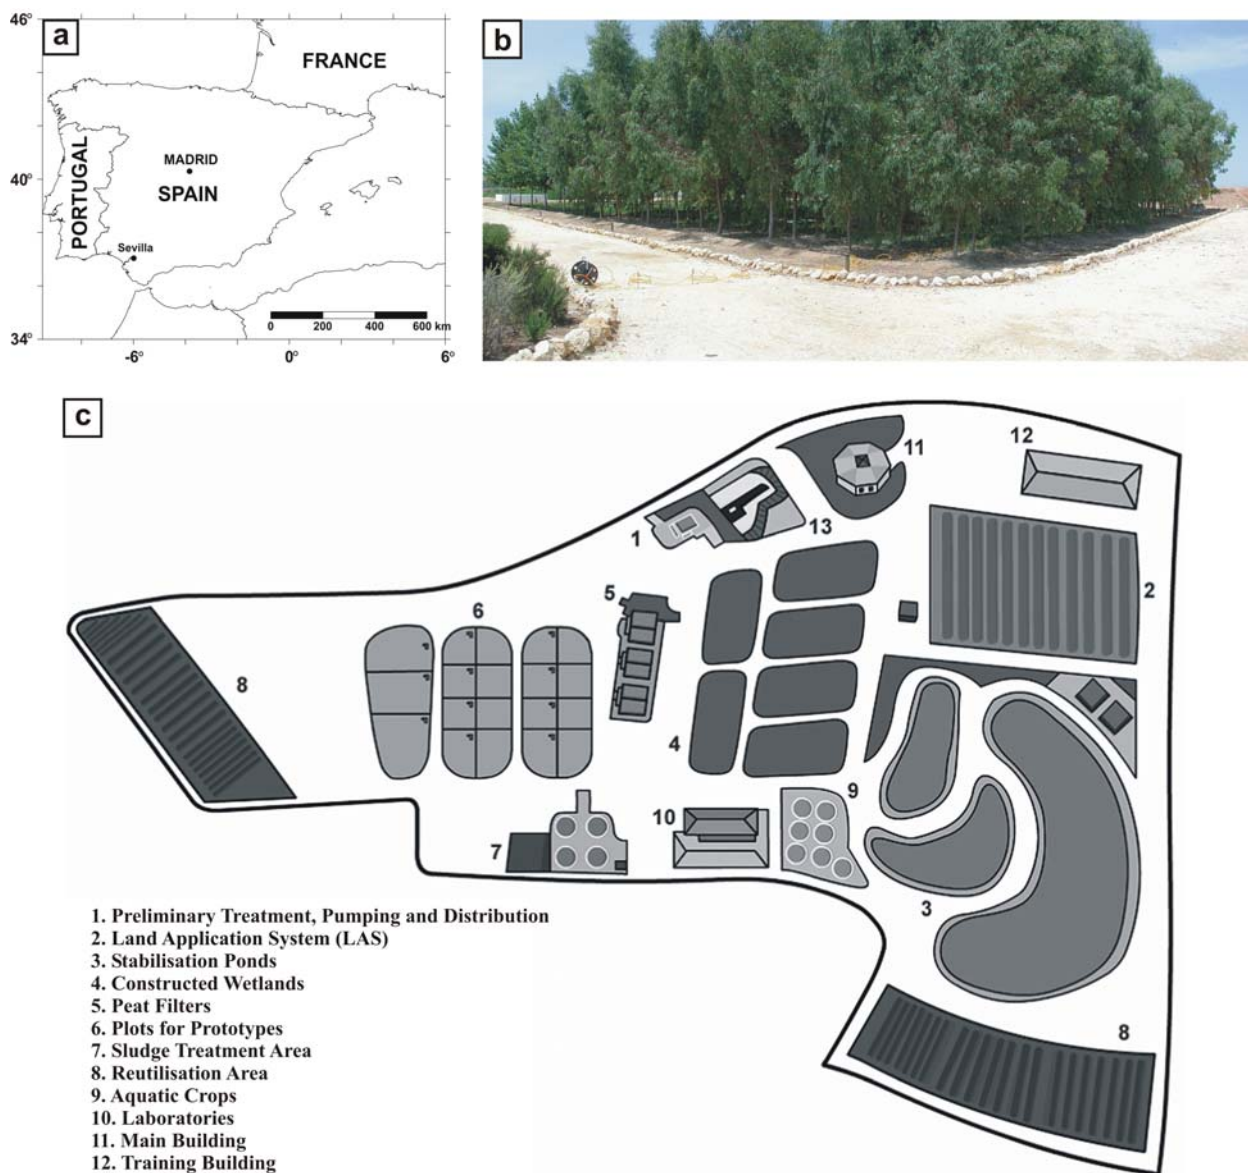 a
46°
40°
34°
-6°
0°
6°
FRANCE
PORTUGAL
MADRID
SPAIN
Sevilla
0 200 400 600 km
b
c
11
12
13
1
2
5
6
8
4
9
10
7
3
8
1. Preliminary Treatment, Pumping and Distribution
2. Land Application System (LAS)
3. Stabilisation Ponds
4. Constructed Wetlands
5. Peat Filters
6. Plots for Prototypes
7. Sludge Treatment Area
8. Reutilisation Area
9. Aquatic Crops
10. Laboratories
11. Main Building
12. Training Building